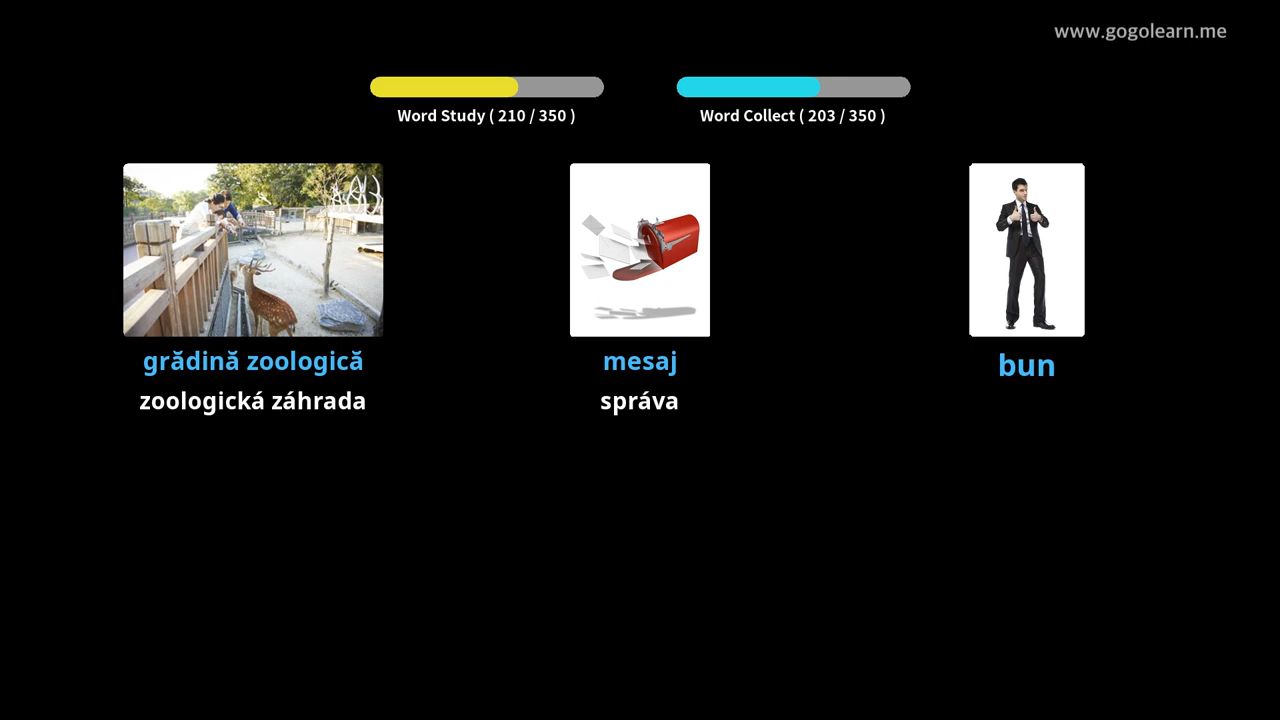 www.gogolearn.me
Word Study ( 210 / 350 )
Word Collect ( 203 / 350 )
grădină zoologică
zoologická záhrada
mesaj
správa
bun